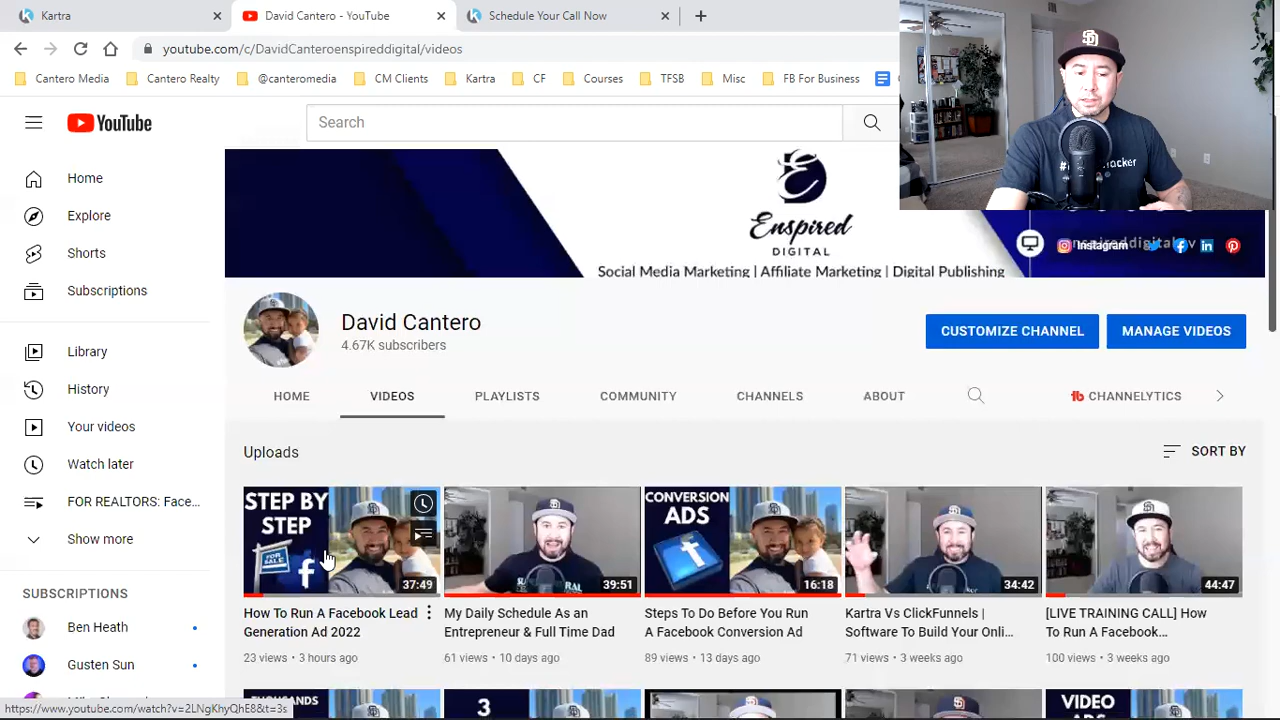 Kartra
David Cantero - YouTube
Schedule Your Call Now
youtube.com/c/DavidCanteroenspireddigital/videos
Cantero Media
Cantero Realty
@canteromedia
CM Clients
Kartra
CF
Courses
TFSB
Misc
FB For Business
YouTube
Search
SD
Home
Explore
Shorts
Subscriptions
Library
History
Your videos
Watch later
FOR REALTORS: Face...
Show more
SUBSCRIPTIONS
Ben Heath
Gusten Sun
E
Enspired
DIGITAL
Social Media Marketing | Affiliate Marketing | Digital Publishing
Instagram
David Cantero
4.67K subscribers
CUSTOMIZE CHANNEL
MANAGE VIDEOS
HOME
VIDEOS
PLAYLISTS
COMMUNITY
CHANNELS
ABOUT
CHANNELYTICS
Uploads
SORT BY
STEP BY
STEP
FOR
SALE
37:49
How To Run A Facebook Lead
Generation Ad 2022
23 views • 3 hours ago
39:51
My Daily Schedule As an
Entrepreneur & Full Time Dad
61 views • 10 days ago
CONVERSION
ADS
16:18
Steps To Do Before You Run
A Facebook Conversion Ad
89 views • 13 days ago
34:42
Kartra Vs ClickFunnels |
Software To Build Your Onli...
71 views • 3 weeks ago
44:47
[LIVE TRAINING CALL] How
To Run A Facebook...
100 views • 3 weeks ago
THOUSANDS
3
VIDEO
ADS
https://www.youtube.com/watch?v=2LNgKhyQhE8&t=3s